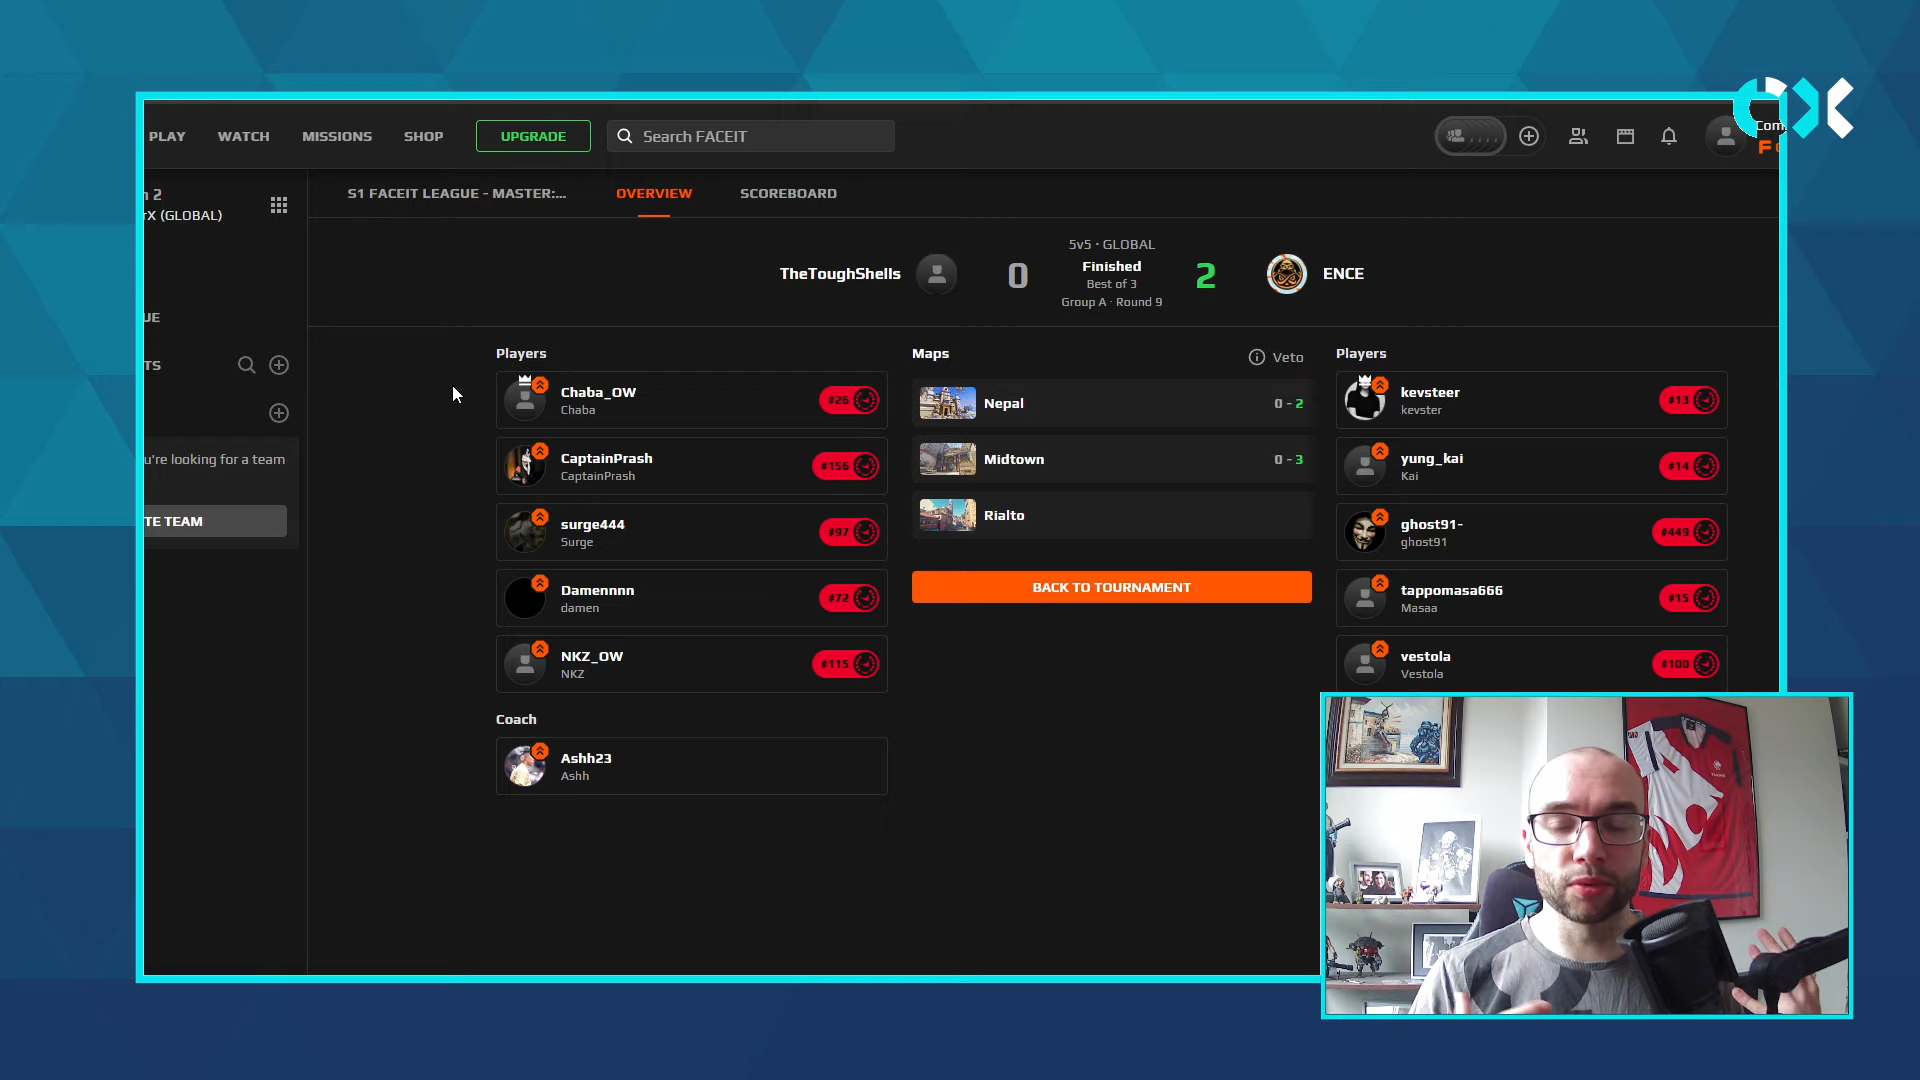 PLAY
WATCH
MISSIONS
SHOP
UPGRADE
Search FACEIT
Com
n 2
rX (GLOBAL)
UE
TS
u're looking for a team
TE TEAM
S1 FACEIT LEAGUE - MASTER:...
OVERVIEW
SCOREBOARD
TheToughShells
0
5v5 • GLOBAL
Finished
Best of 3
Group A · Round 9
2
ENCE
Players
Chaba_OW
Chaba
#26
CaptainPrash
CaptainPrash
#156
surge444
Surge
#97
Damennnn
damen
#72
NKZ_OW
NKZ
#115
Coach
Ashh23
Ashh
Maps
Veto
Nepal
0 - 2
Midtown
0 - 3
Rialto
BACK TO TOURNAMENT
Players
kevsteer
kevster
#13
yung_kai
Kai
#14
ghost91-
ghost91
#449
tappomasa666
Masaa
#15
vestola
Vestola
#100